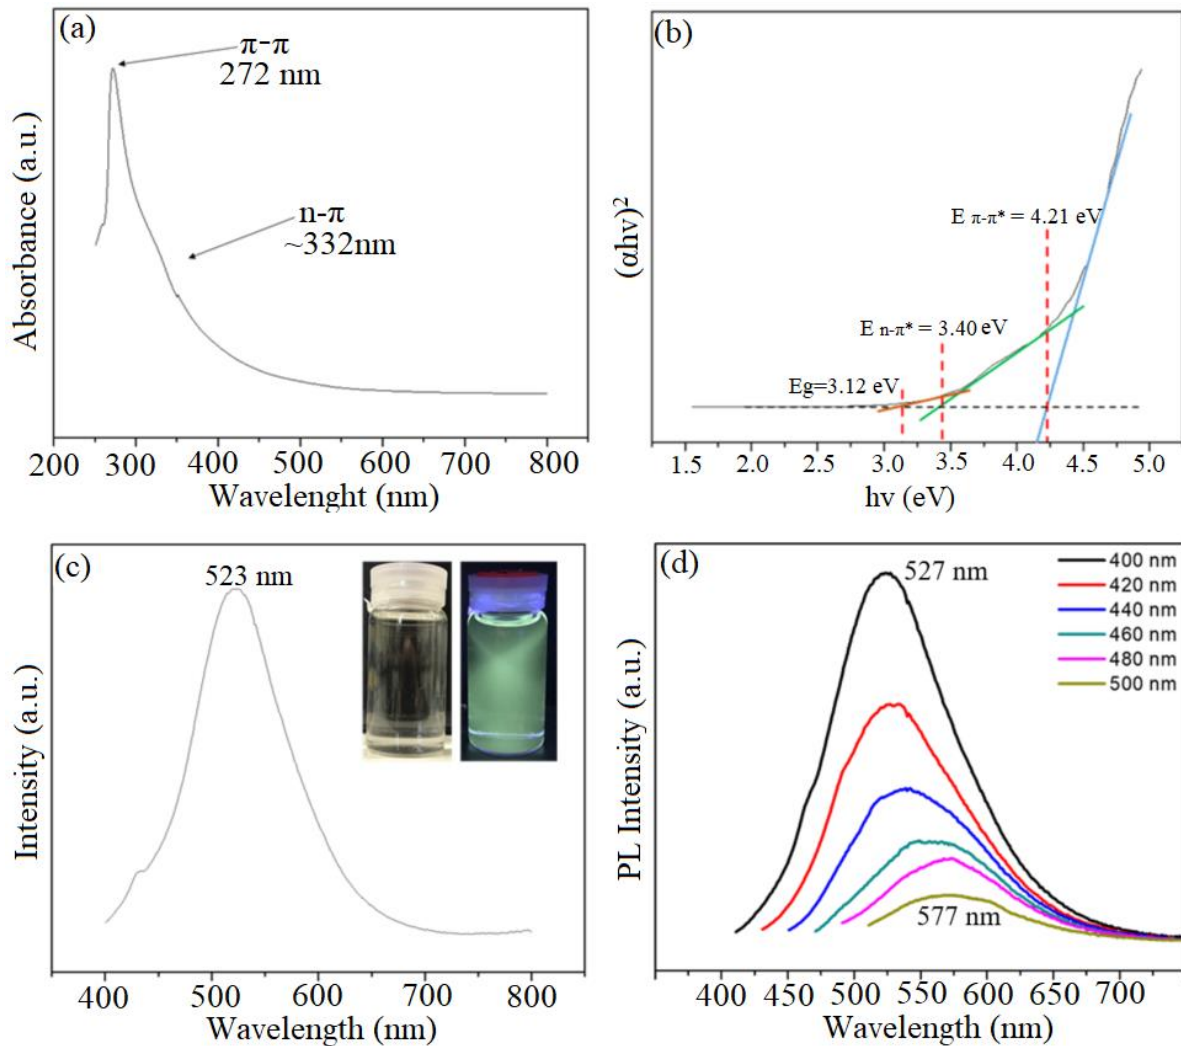 (a)
π-π
272 nm
n-π
~332nm
Absorbance (a.u.)
200 300 400 500 600 700 800
Wavelenght (nm)
(b)
(αhv)²
E π-π* = 4.21 eV
E n-π* = 3.40 eV
Eg=3.12 eV
1.5 2.0 2.5 3.0 3.5 4.0 4.5 5.0
hv (eV)
(c)
523 nm
Intensity (a.u.)
400 500 600 700 800
Wavelength (nm)
(d)
527 nm
400 nm
420 nm
440 nm
460 nm
480 nm
500 nm
577 nm
PL Intensity (a.u.)
400 450 500 550 600 650 700
Wavelength (nm)